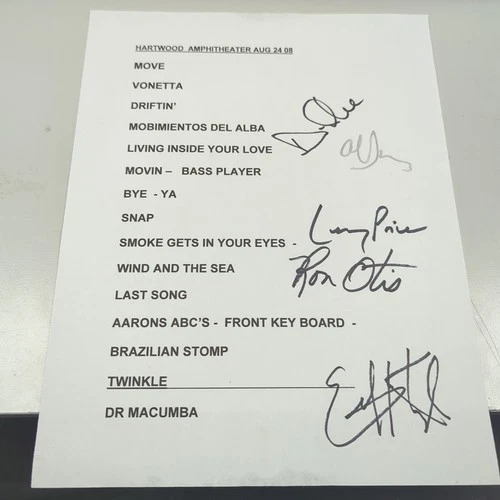 HARTWOOD AMPHITHEATER AUG 24 08
MOVE
VONETTA
DRIFTIN'
MOBIMIENTOS DEL ALBA
LIVING INSIDE YOUR LOVE
MOVIN – BASS PLAYER
BYE - YA
SNAP
SMOKE GETS IN YOUR EYES -
WIND AND THE SEA
LAST SONG
AARONS ABC'S - FRONT KEY BOARD -
BRAZILIAN STOMP
TWINKLE
DR MACUMBA
Ron Otis